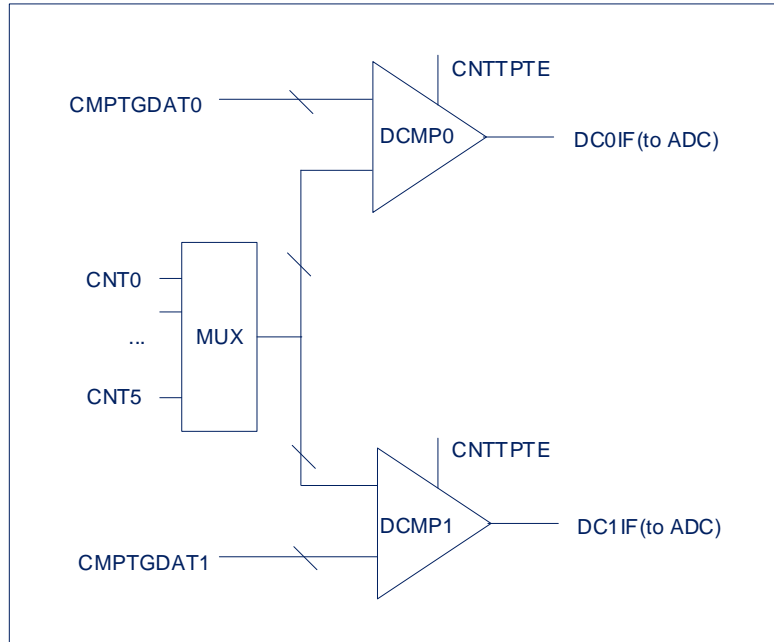 CNTTPTE
CMPTGDAT0
DCMP0
DC0IF(to ADC)
CNT0
...
MUX
CNT5
CNTTPTE
DCMP1
DC1IF(to ADC)
CMPTGDAT1